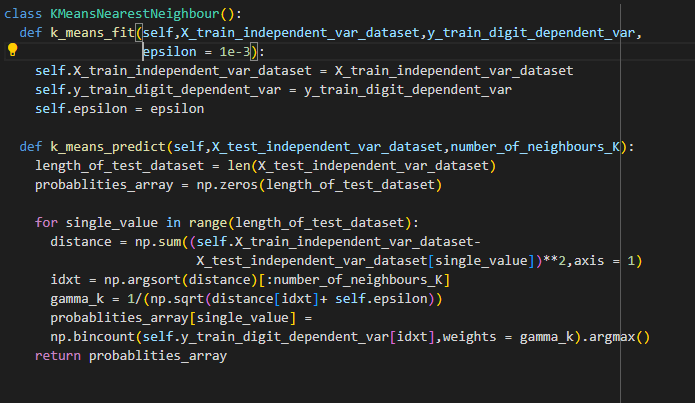 class KMeansNearestNeighbour():
  def k_means_fit(self,X_train_independent_var_dataset,y_train_digit_dependent_var,
                  epsilon = 1e-3):
    self.X_train_independent_var_dataset = X_train_independent_var_dataset
    self.y_train_digit_dependent_var = y_train_digit_dependent_var
    self.epsilon = epsilon

  def k_means_predict(self,X_test_independent_var_dataset,number_of_neighbours_K):
    length_of_test_dataset = len(X_test_independent_var_dataset)
    probablities_array = np.zeros(length_of_test_dataset)

    for single_value in range(length_of_test_dataset):
      distance = np.sum((self.X_train_independent_var_dataset-
                         X_test_independent_var_dataset[single_value])**2,axis = 1)
      idxt = np.argsort(distance)[:number_of_neighbours_K]
      gamma_k = 1/(np.sqrt(distance[idxt]+ self.epsilon))
      probablities_array[single_value] =
      np.bincount(self.y_train_digit_dependent_var[idxt],weights = gamma_k).argmax()
    return probablities_array